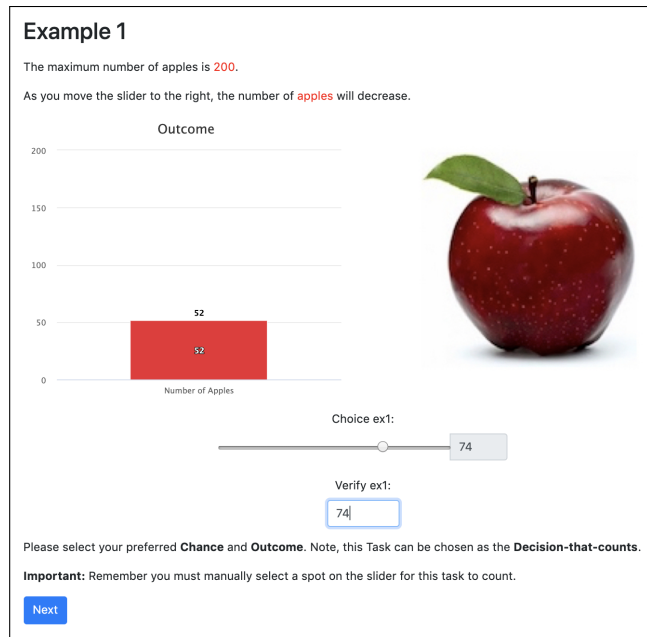 Example 1
The maximum number of apples is 200.
As you move the slider to the right, the number of apples will decrease.
Outcome
200
150
100
50
0
52
52
Number of Apples
Choice ex1:
74
Verify ex1:
74
Please select your preferred Chance and Outcome. Note, this Task can be chosen as the Decision-that-counts.
Important: Remember you must manually select a spot on the slider for this task to count.
Next